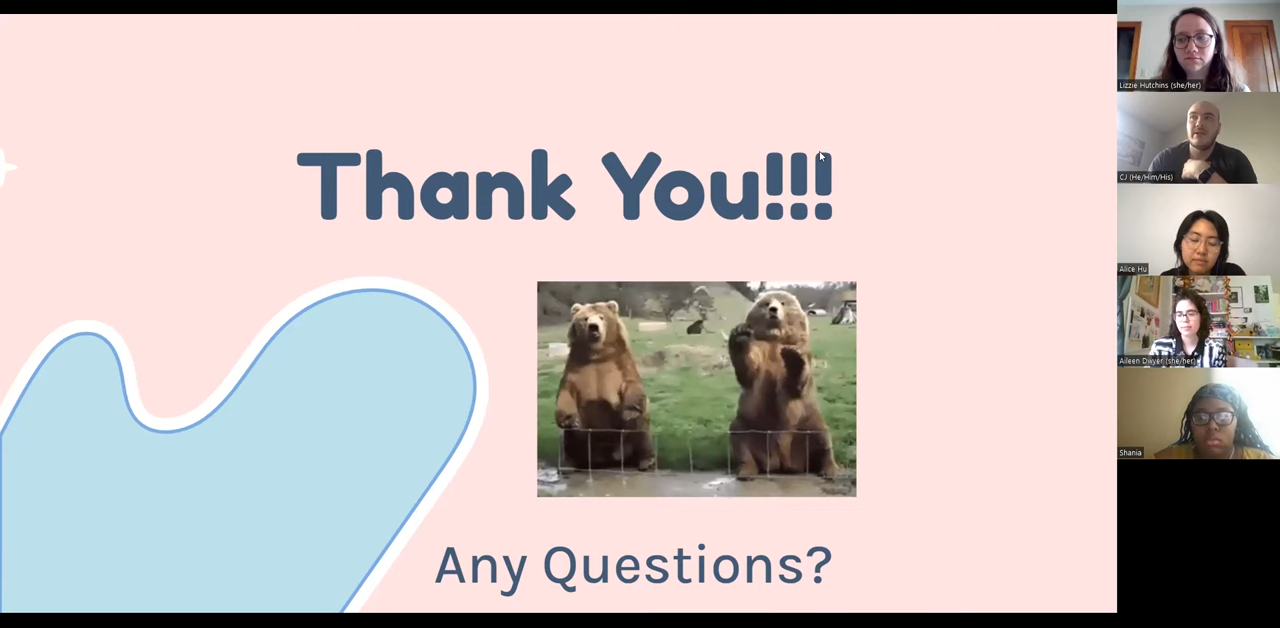 Thank You!!!
Any Questions?
Lizzie Hutchins (she/her)
CJ (He/Him/His)
Alice Hu
Aileen Dwyer (she/her)
Shania